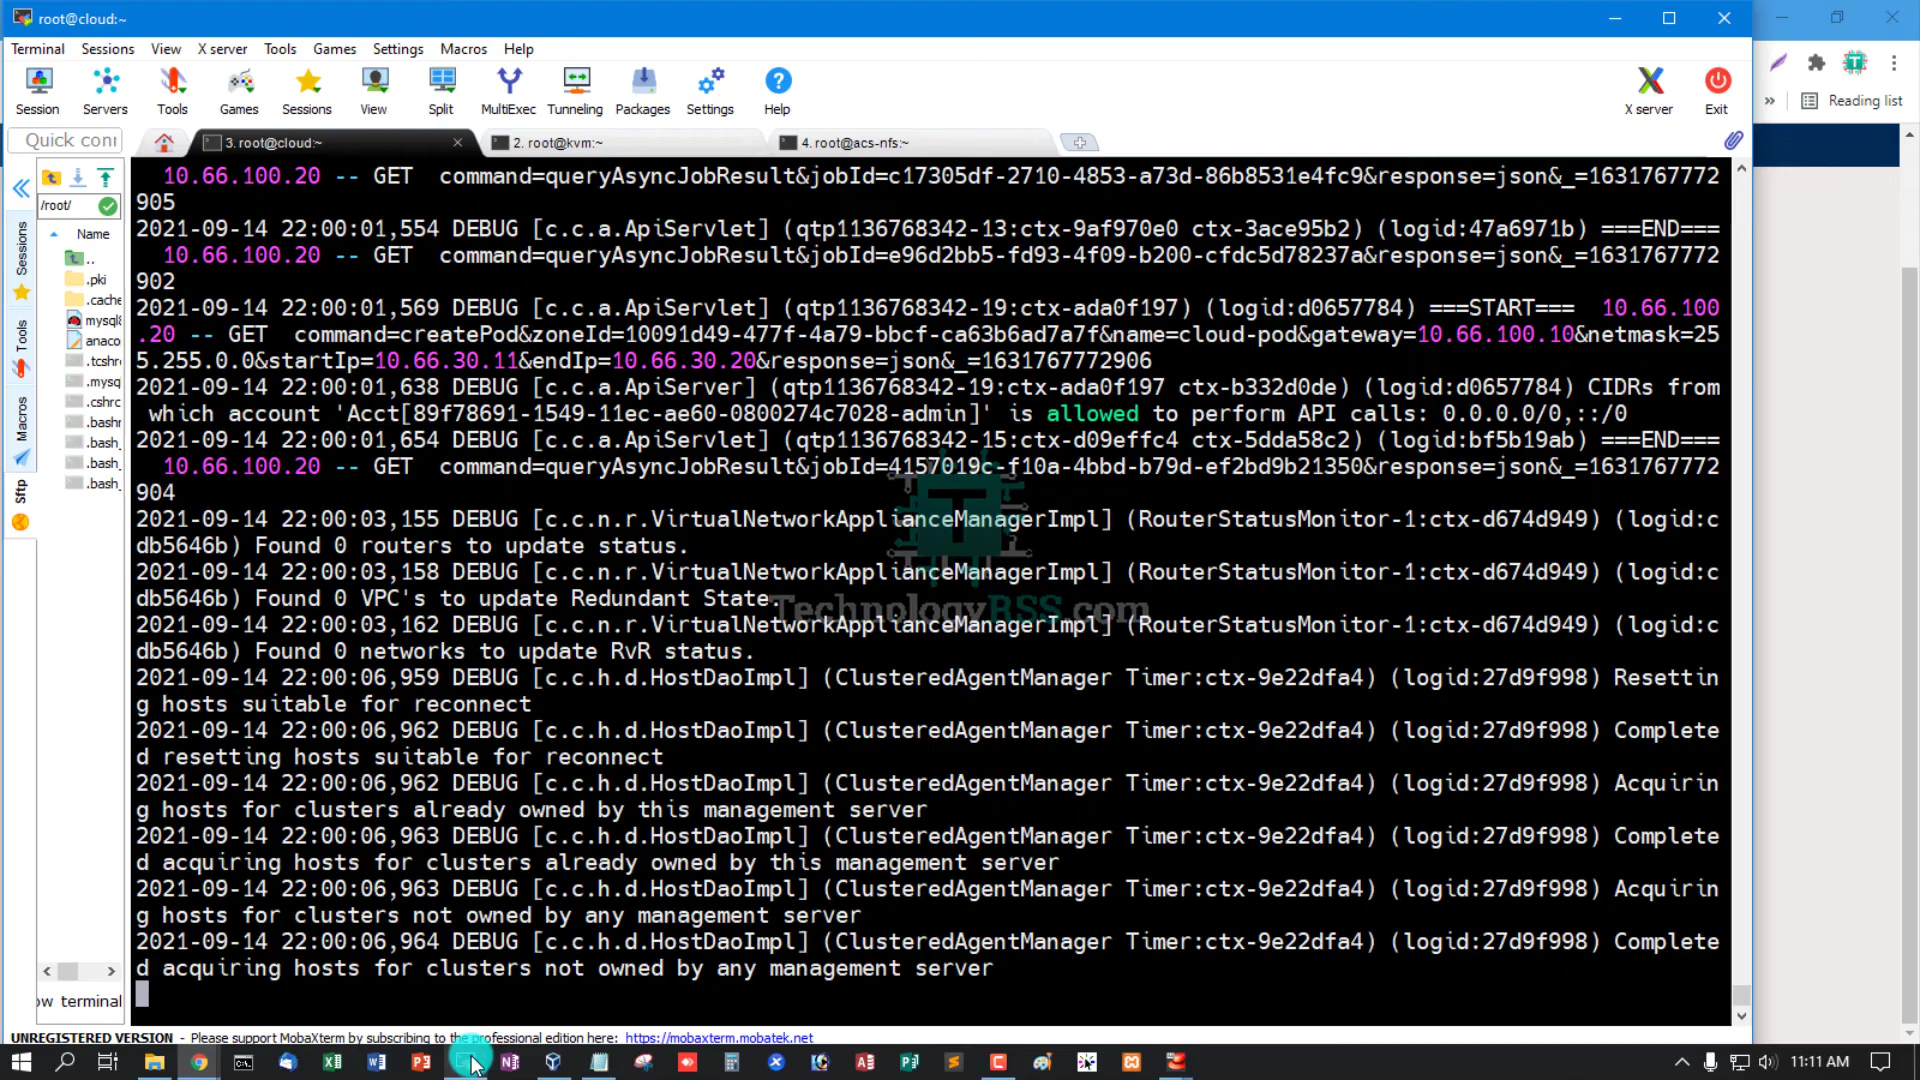 root@cloud:~
Terminal Sessions View X server Tools Games Settings Macros Help
Session Servers Tools Games Sessions View Split MultiExec Tunneling Packages Settings Help X server Exit
Reading list
Quick conn
3. root@cloud:~
2. root@kvm:~
4. root@acs-nfs:~
/root/
Name
..
.pki
.cache
mysql8
anaco
.tcshrc
.mysq
.cshrc
.bashr
.bash_
.bash_
.bash_
ow terminal
Sessions
Tools
Macros
Sftp
10.66.100.20 -- GET  command=queryAsyncJobResult&jobId=c17305df-2710-4853-a73d-86b8531e4fc9&response=json&_=1631767772
905
2021-09-14 22:00:01,554 DEBUG [c.c.a.ApiServlet] (qtp1136768342-13:ctx-9af970e0 ctx-3ace95b2) (logid:47a6971b) ===END===
10.66.100.20 -- GET  command=queryAsyncJobResult&jobId=e96d2bb5-fd93-4f09-b200-cfdc5d78237a&response=json&_=1631767772
902
2021-09-14 22:00:01,569 DEBUG [c.c.a.ApiServlet] (qtp1136768342-19:ctx-ada0f197) (logid:d0657784) ===START===  10.66.100
.20 -- GET  command=createPod&zoneId=10091d49-477f-4a79-bbcf-ca63b6ad7a7f&name=cloud-pod&gateway=10.66.100.10&netmask=25
5.255.0.0&startIp=10.66.30.11&endIp=10.66.30.20&response=json&_=1631767772906
2021-09-14 22:00:01,638 DEBUG [c.c.a.ApiServer] (qtp1136768342-19:ctx-ada0f197 ctx-b332d0de) (logid:d0657784) CIDRs from
which account 'Acct[89f78691-1549-11ec-ae60-0800274c7028-admin]' is allowed to perform API calls: 0.0.0.0/0,::/0
2021-09-14 22:00:01,654 DEBUG [c.c.a.ApiServlet] (qtp1136768342-15:ctx-d09effc4 ctx-5dda58c2) (logid:bf5b19ab) ===END===
10.66.100.20 -- GET  command=queryAsyncJobResult&jobId=4157019c-f10a-4bbd-b79d-ef2bd9b21350&response=json&_=1631767772
904
2021-09-14 22:00:03,155 DEBUG [c.c.n.r.VirtualNetworkApplianceManagerImpl] (RouterStatusMonitor-1:ctx-d674d949) (logid:c
db5646b) Found 0 routers to update status.
2021-09-14 22:00:03,158 DEBUG [c.c.n.r.VirtualNetworkApplianceManagerImpl] (RouterStatusMonitor-1:ctx-d674d949) (logid:c
db5646b) Found 0 VPC's to update Redundant State.
TechnologyRSS.com
2021-09-14 22:00:03,162 DEBUG [c.c.n.r.VirtualNetworkApplianceManagerImpl] (RouterStatusMonitor-1:ctx-d674d949) (logid:c
db5646b) Found 0 networks to update RvR status.
2021-09-14 22:00:06,959 DEBUG [c.c.h.d.HostDaoImpl] (ClusteredAgentManager Timer:ctx-9e22dfa4) (logid:27d9f998) Resettin
g hosts suitable for reconnect
2021-09-14 22:00:06,962 DEBUG [c.c.h.d.HostDaoImpl] (ClusteredAgentManager Timer:ctx-9e22dfa4) (logid:27d9f998) Complete
d resetting hosts suitable for reconnect
2021-09-14 22:00:06,962 DEBUG [c.c.h.d.HostDaoImpl] (ClusteredAgentManager Timer:ctx-9e22dfa4) (logid:27d9f998) Acquirin
g hosts for clusters already owned by this management server
2021-09-14 22:00:06,963 DEBUG [c.c.h.d.HostDaoImpl] (ClusteredAgentManager Timer:ctx-9e22dfa4) (logid:27d9f998) Complete
d acquiring hosts for clusters already owned by this management server
2021-09-14 22:00:06,963 DEBUG [c.c.h.d.HostDaoImpl] (ClusteredAgentManager Timer:ctx-9e22dfa4) (logid:27d9f998) Acquirin
g hosts for clusters not owned by any management server
2021-09-14 22:00:06,964 DEBUG [c.c.h.d.HostDaoImpl] (ClusteredAgentManager Timer:ctx-9e22dfa4) (logid:27d9f998) Complete
d acquiring hosts for clusters not owned by any management server
UNREGISTERED VERSION - Please support MobaXterm by subscribing to the professional edition here: https://mobaxterm.mobatek.net
11:11 AM